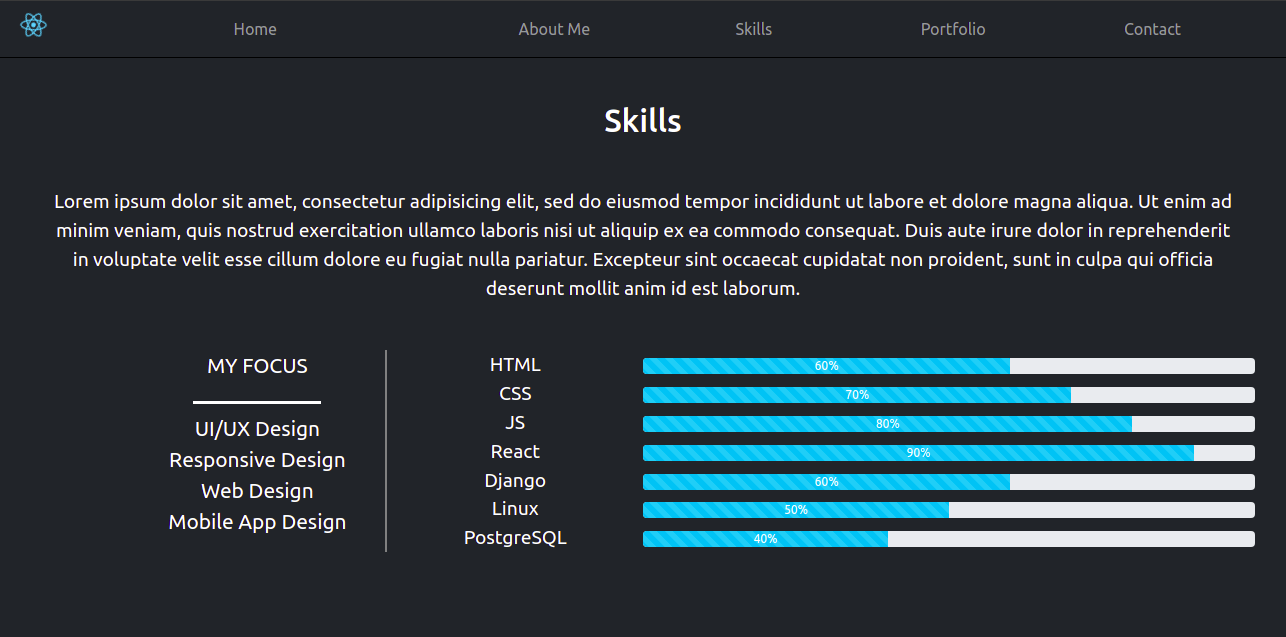 Home About Me Skills Portfolio Contact
Skills
Lorem ipsum dolor sit amet, consectetur adipisicing elit, sed do eiusmod tempor incididunt ut labore et dolore magna aliqua. Ut enim ad
minim veniam, quis nostrud exercitation ullamco laboris nisi ut aliquip ex ea commodo consequat. Duis aute irure dolor in reprehenderit
in voluptate velit esse cillum dolore eu fugiat nulla pariatur. Excepteur sint occaecat cupidatat non proident, sunt in culpa qui officia
deserunt mollit anim id est laborum.
MY FOCUS
UI/UX Design
Responsive Design
Web Design
Mobile App Design
HTML 60%
CSS 70%
JS 80%
React 90%
Django 60%
Linux 50%
PostgreSQL 40%